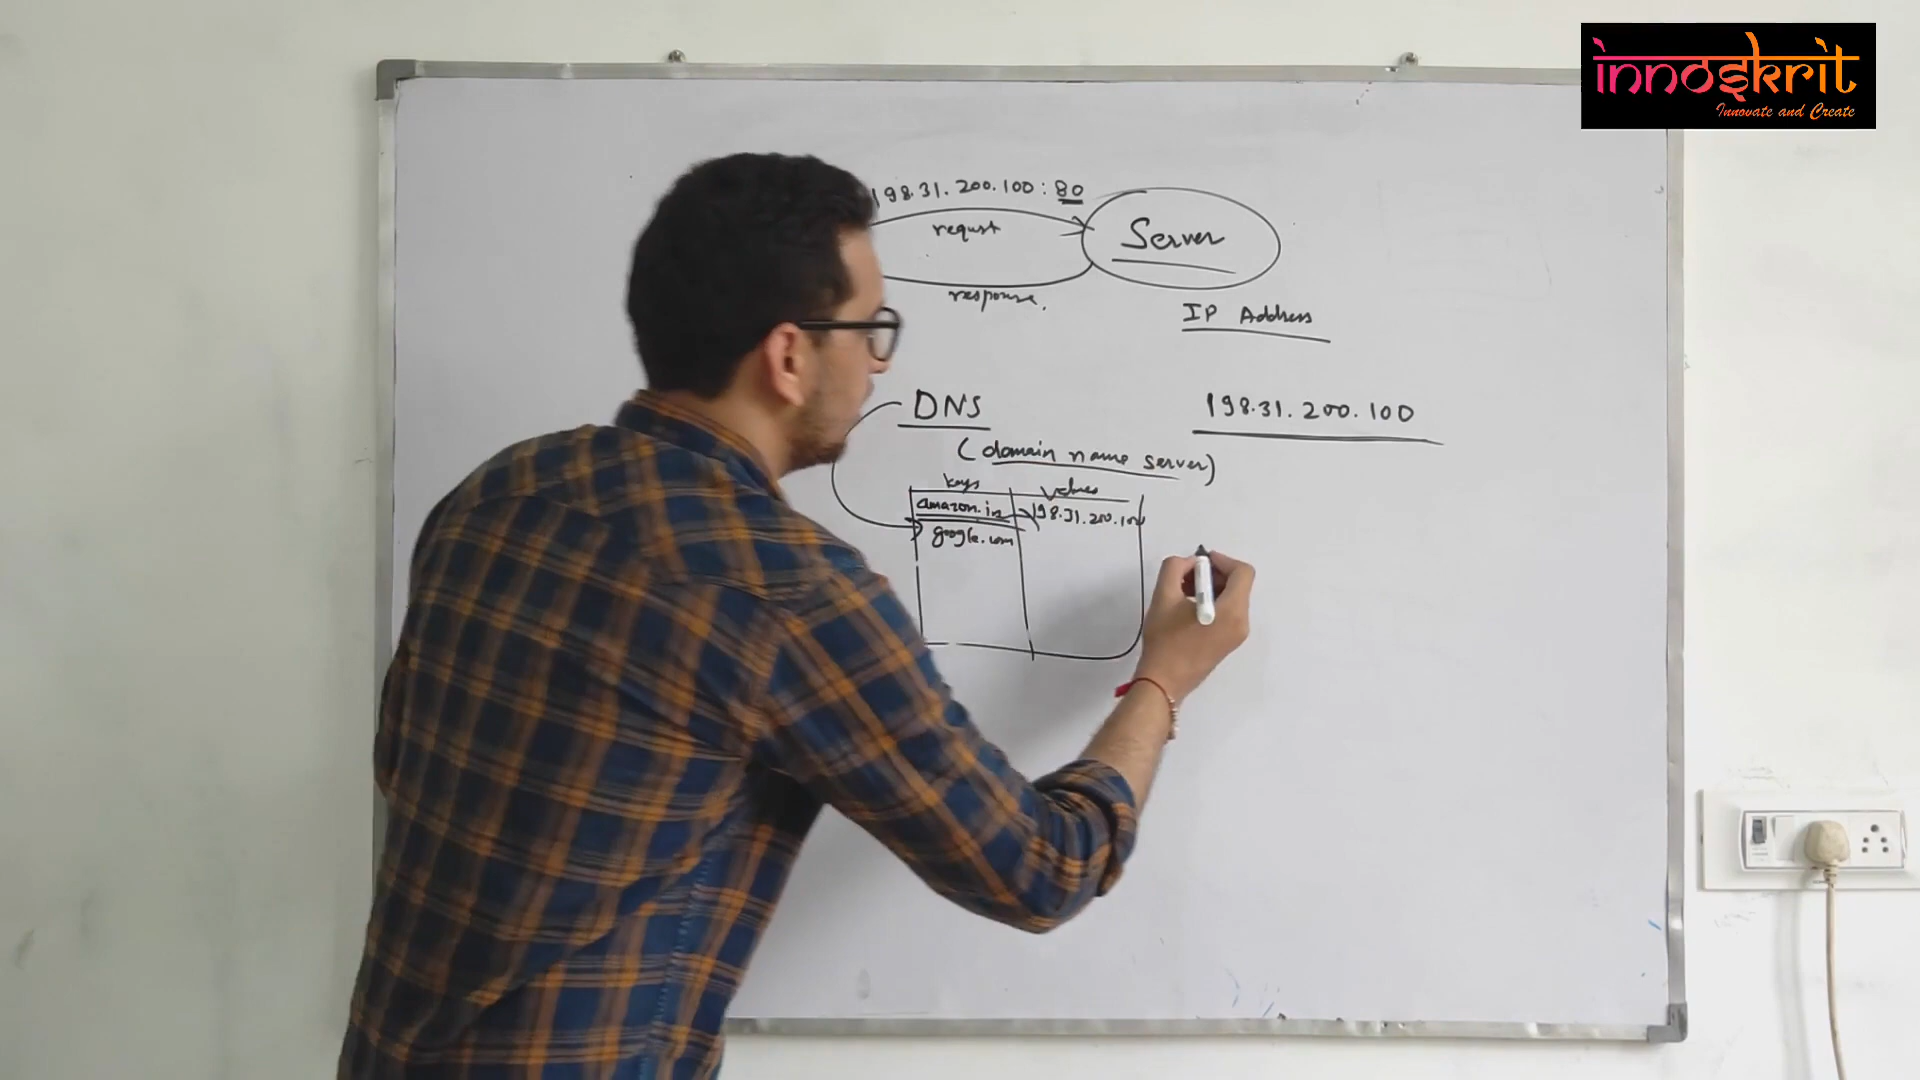 innoskrit
Innovate and Create
198.31.200.100:80
requst
Server
response.
IP Address
DNS
198.31.200.100
(domain name server)
keys values
amazon.in 198.31.200.100
google.com